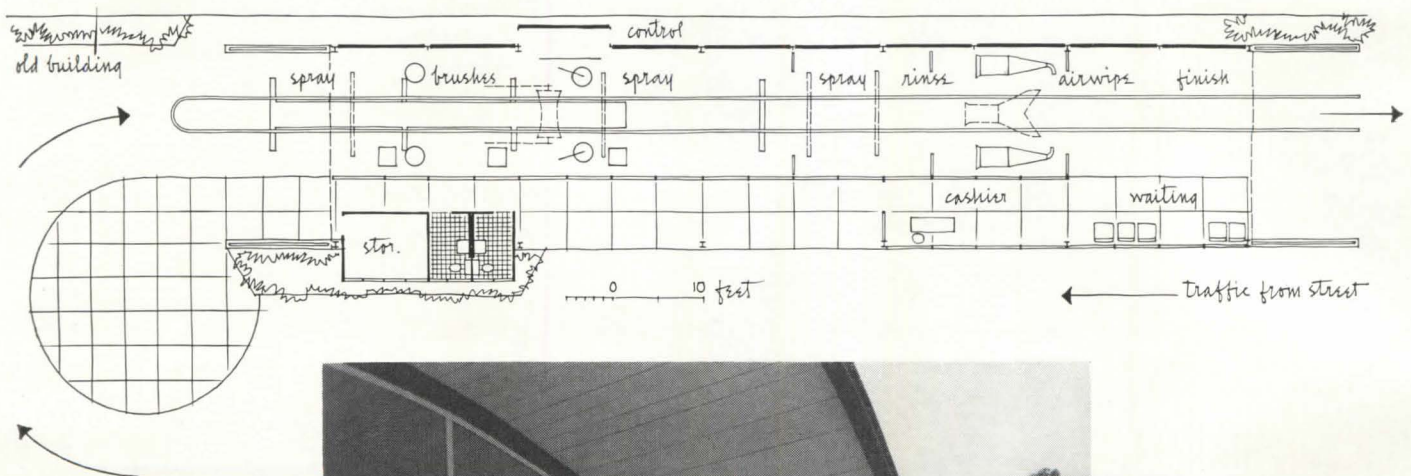 control
old building
spray brushes spray spray rinse airwipe finish
cashier waiting
stor.
0 10 feet
traffic from street